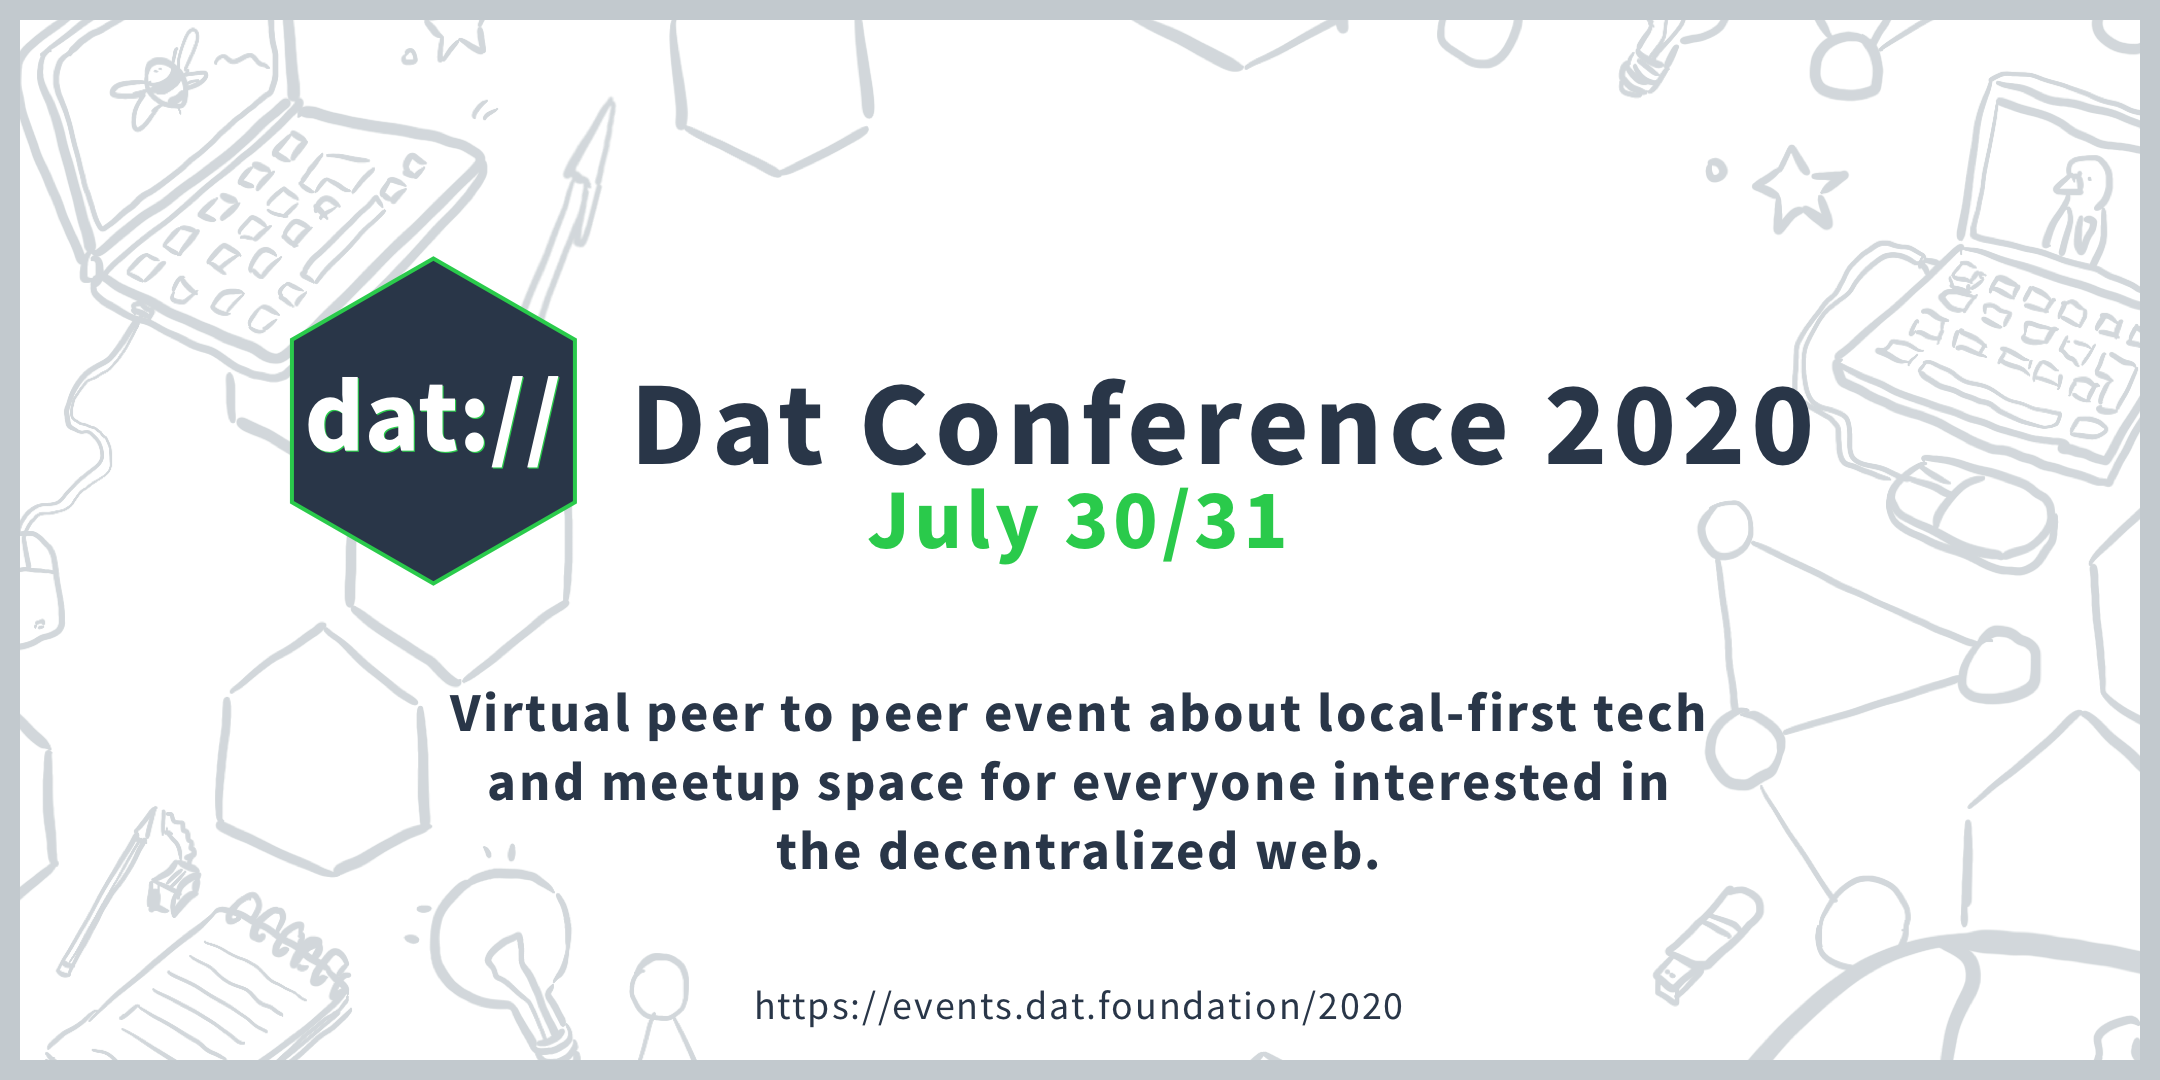 dat://
Dat Conference 2020
July 30/31
Virtual peer to peer event about local-first tech
and meetup space for everyone interested in
the decentralized web.
https://events.dat.foundation/2020